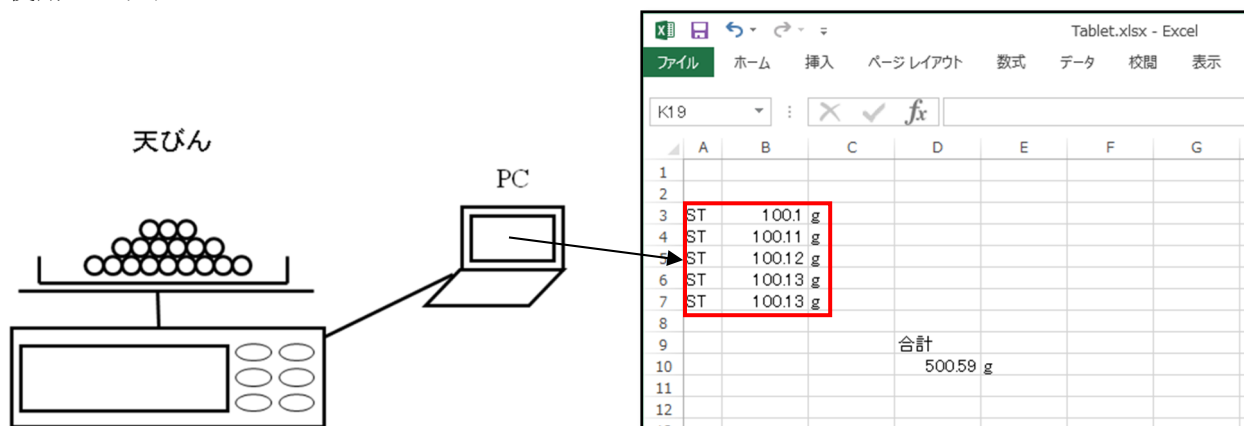 天びん
PC
Tablet.xlsx - Excel
ファイル ホーム 挿入 ページ レイアウト 数式 データ 校閲 表示
K19 fx
A B C D E F G
1
2
3 ST 100.1 g
4 ST 100.11 g
5 ST 100.12 g
6 ST 100.13 g
7 ST 100.13 g
8
9 合計
10 500.59 g
11
12